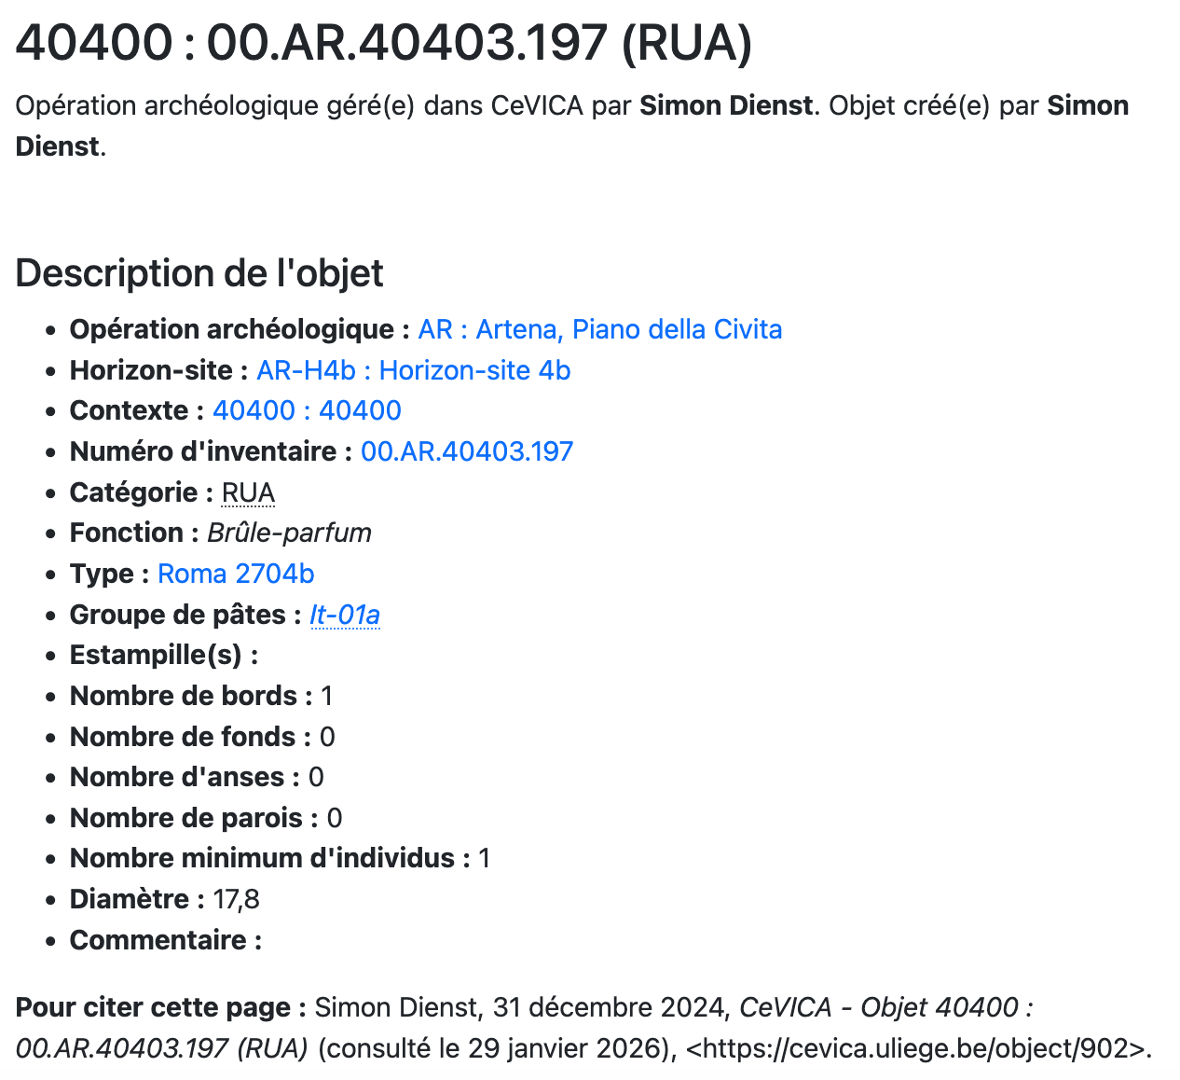 40400 : 00.AR.40403.197 (RUA)
Opération archéologique géré(e) dans CeVICA par Simon Dienst. Objet créé(e) par Simon
Dienst.
Description de l'objet
• Opération archéologique : AR : Artena, Piano della Civita
• Horizon-site : AR-H4b : Horizon-site 4b
• Contexte : 40400 : 40400
• Numéro d'inventaire : 00.AR.40403.197
• Catégorie : RUA
• Fonction : Brûle-parfum
• Type : Roma 2704b
• Groupe de pâtes : It-01a
• Estampille(s) :
• Nombre de bords : 1
• Nombre de fonds : 0
• Nombre d'anses : 0
• Nombre de parois : 0
• Nombre minimum d'individus : 1
• Diamètre : 17,8
• Commentaire :
Pour citer cette page : Simon Dienst, 31 décembre 2024, CeVICA - Objet 40400 :
00.AR.40403.197 (RUA) (consulté le 29 janvier 2026), <https://cevica.uliege.be/object/902>.